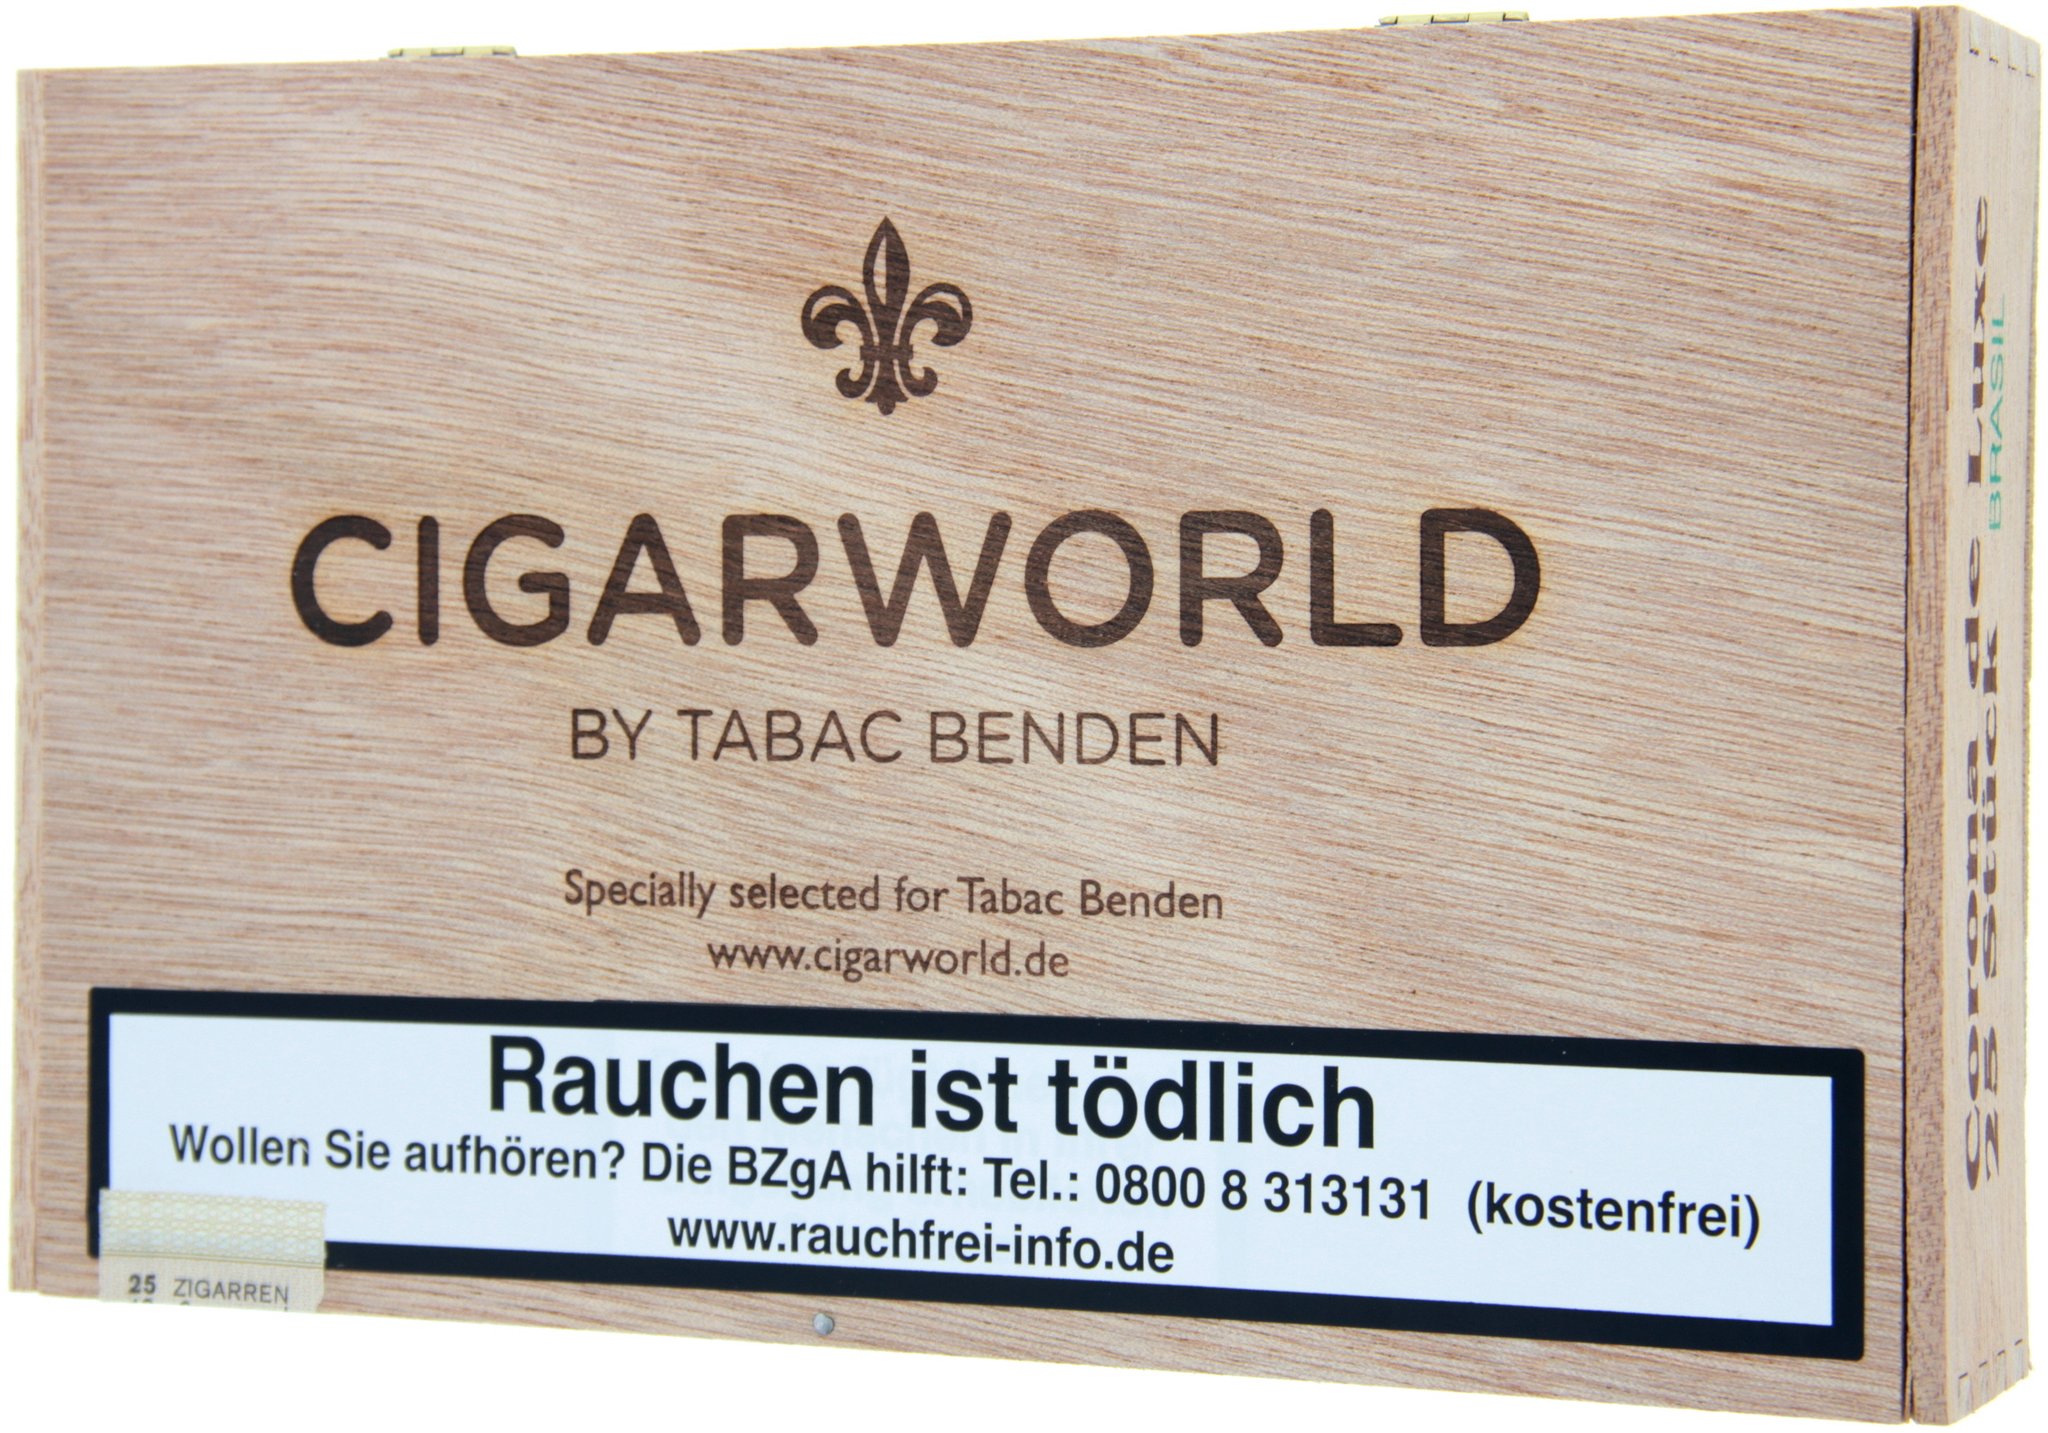 CIGARWORLD
BY TABAC BENDEN
Specially selected for Tabac Benden
www.cigarworld.de
Rauchen ist tödlich
Wollen Sie aufhören? Die BZgA hilft: Tel.: 0800 8 313131 (kostenfrei)
www.rauchfrei-info.de
25 ZIGARREN
Corona de Luxe
BRASIL
25 Stück